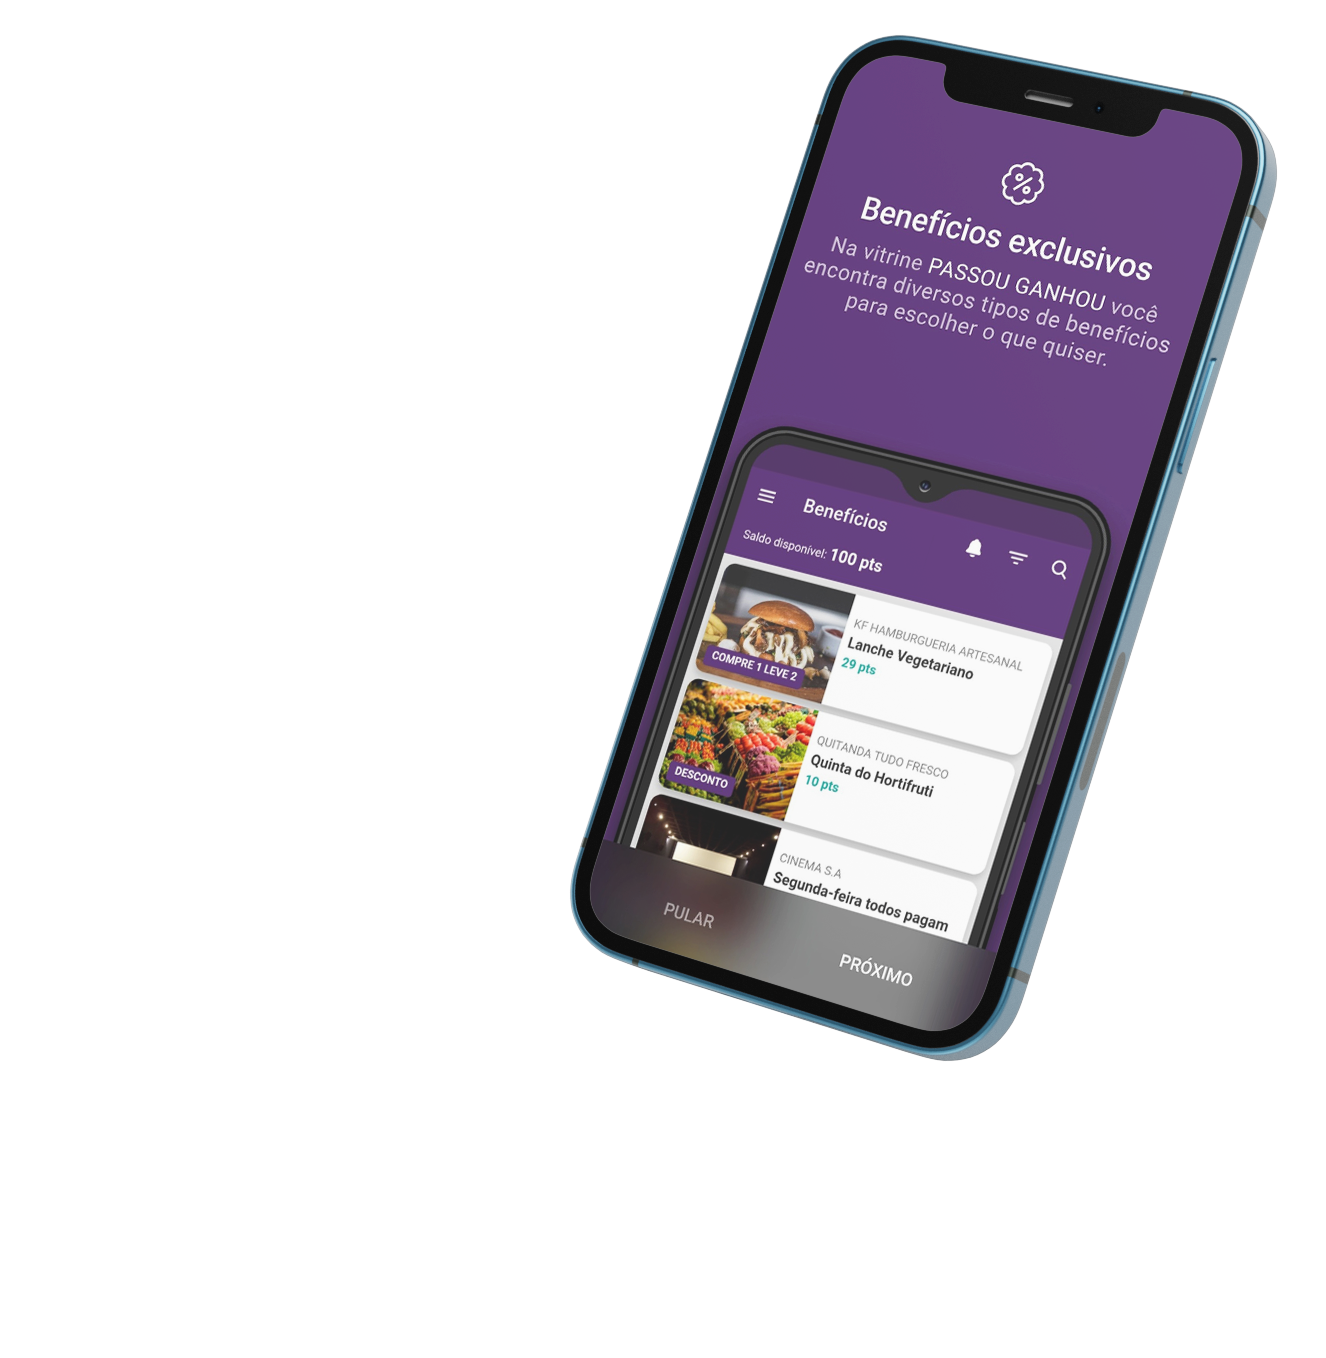 Benefícios exclusivos
Na vitrine PASSOU GANHOU você
encontra diversos tipos de benefícios
para escolher o que quiser.
Benefícios
Saldo disponível: 100 pts
KF HAMBURGUERIA ARTESANAL
Lanche Vegetariano
29 pts
COMPRE 1 LEVE 2
QUITANDA TUDO FRESCO
Quinta do Hortifruti
10 pts
DESCONTO
CINEMA S.A
Segunda-feira todos pagam
PULAR
PRÓXIMO